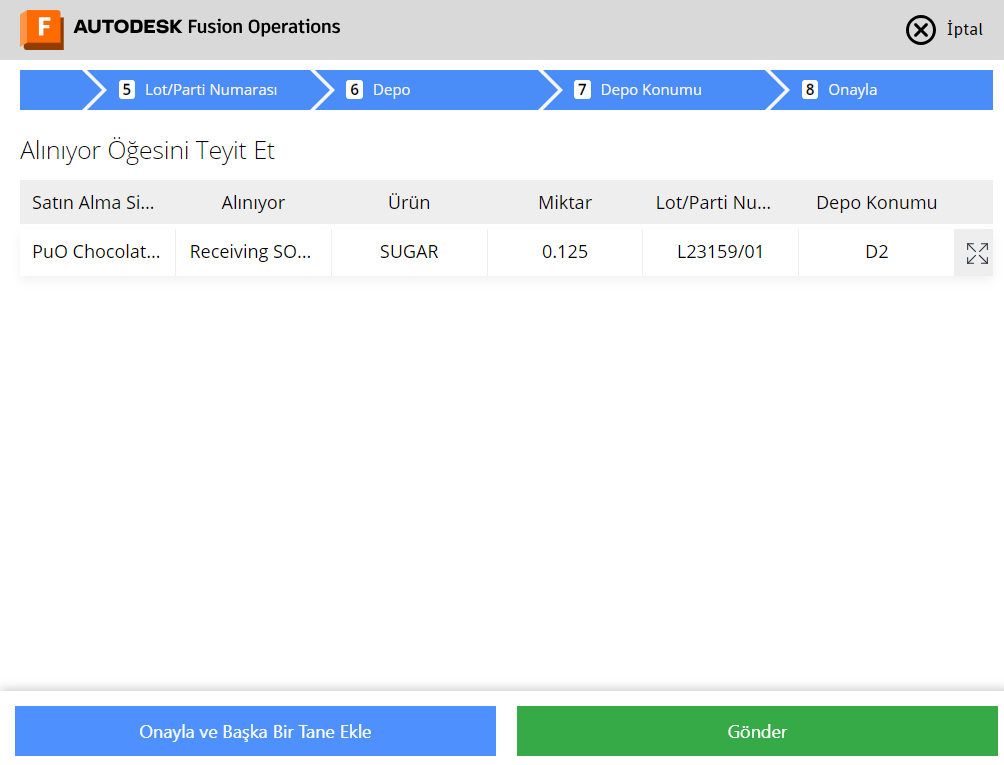 F AUTODESK Fusion Operations İptal
5 Lot/Parti Numarası 6 Depo 7 Depo Konumu 8 Onayla
Alınıyor Öğesini Teyit Et
Satın Alma Si... Alınıyor Ürün Miktar Lot/Parti Nu... Depo Konumu
PuO Chocolat... Receiving SO... SUGAR 0.125 L23159/01 D2
Onayla ve Başka Bir Tane Ekle Gönder